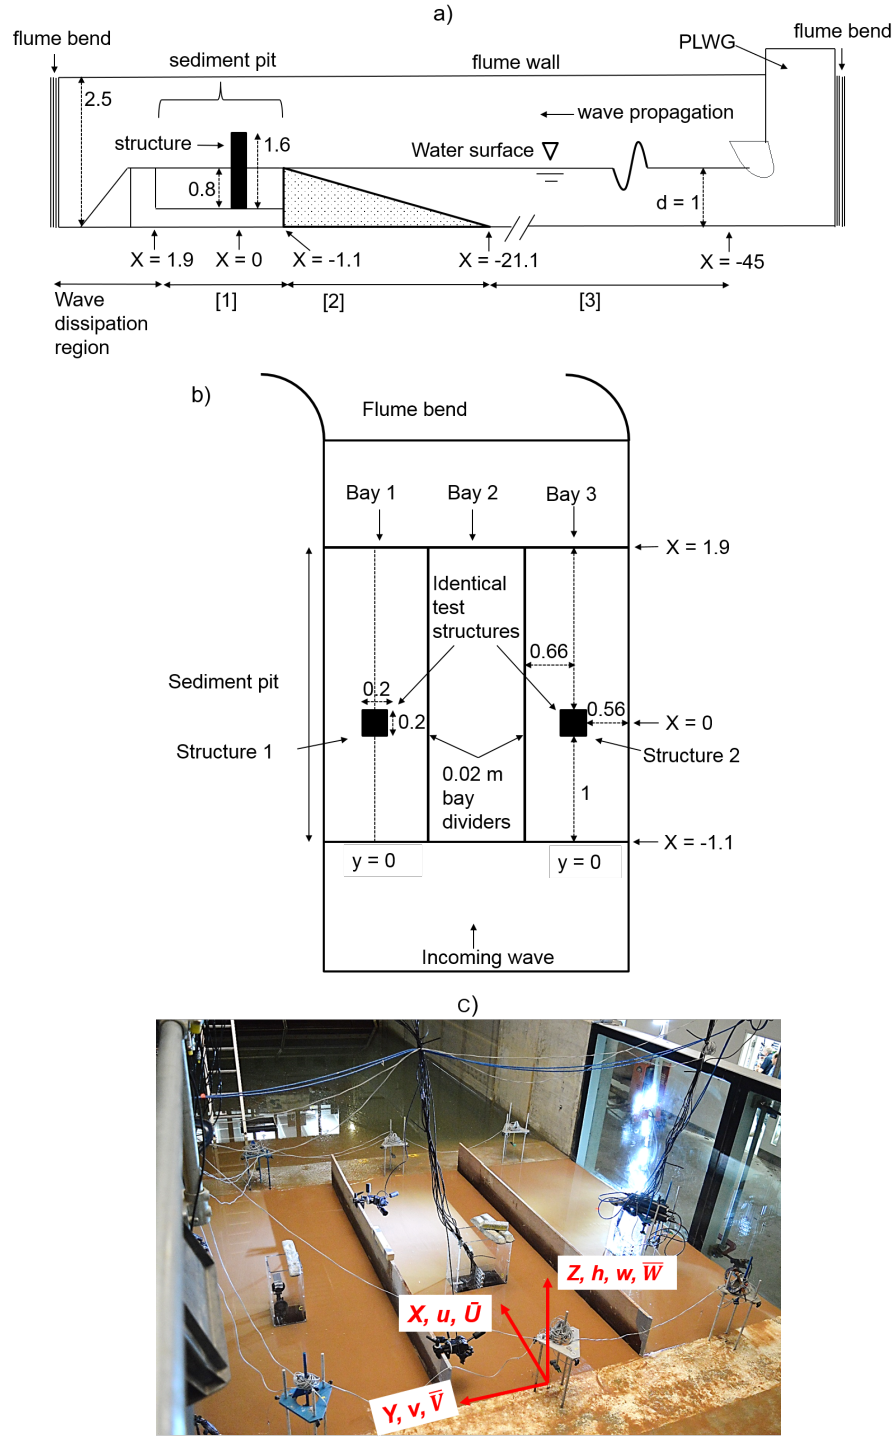 a)
flume bend
flume bend
PLWG
sediment pit
flume wall
2.5
wave propagation
structure
1.6
Water surface
0.8
d = 1
X = 1.9
X = 0
X = -1.1
X = -21.1
X = -45
[1]
[2]
[3]
Wave
dissipation
region
b)
Flume bend
Bay 1
Bay 2
Bay 3
X = 1.9
Identical
test
structures
0.66
Sediment pit
0.2
0.56
0.2
X = 0
Structure 1
Structure 2
0.02 m
bay
dividers
1
X = -1.1
y = 0
y = 0
Incoming wave
c)
Z, h, w, W̅
X, u, Ū
Y, v, V̅